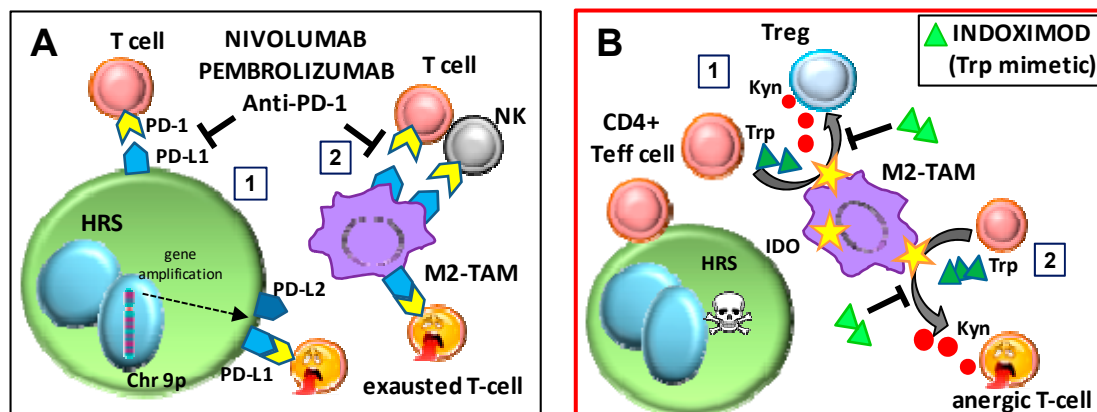 A
T cell
NIVOLUMAB
PEMBROLIZUMAB
Anti-PD-1
T cell
NK
PD-1
PD-L1
1
2
HRS
gene
amplification
M2-TAM
PD-L2
Chr 9p
PD-L1
exausted T-cell
B
Treg
INDOXIMOD
(Trp mimetic)
1
Kyn
CD4+
Teff cell
Trp
M2-TAM
IDO
HRS
Trp
2
Kyn
anergic T-cell